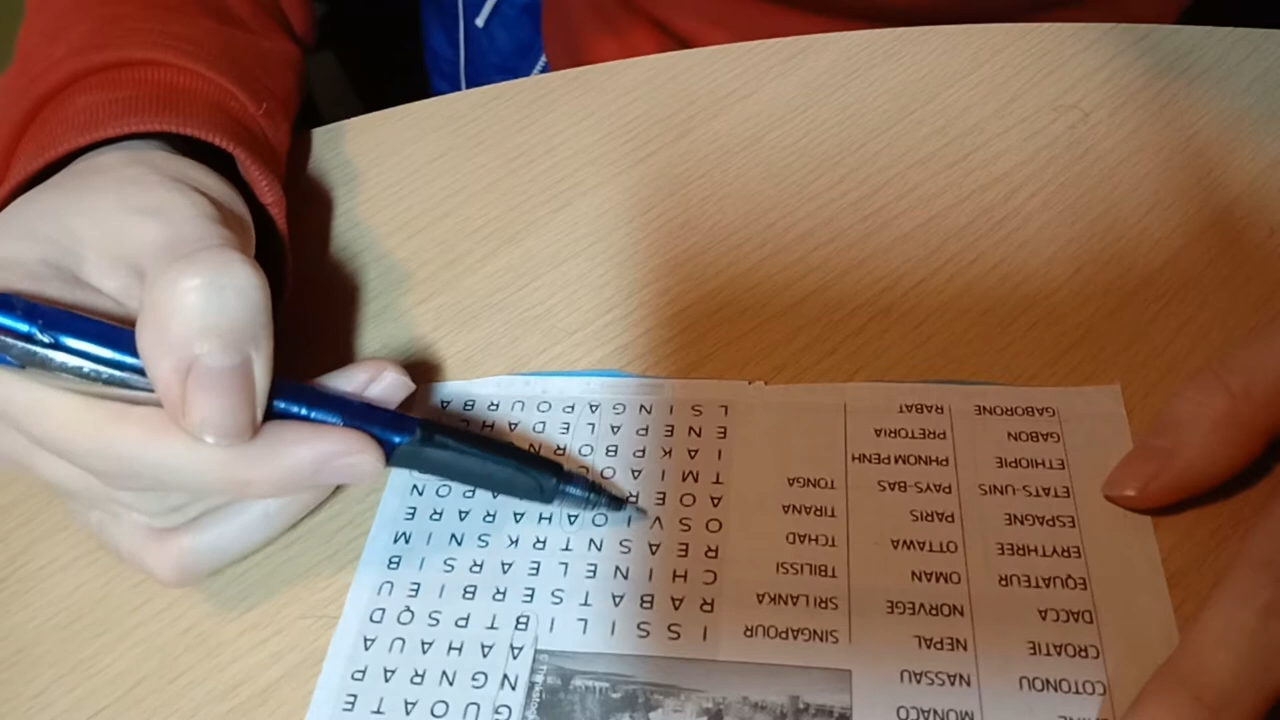 COTONOU
CROATIE
DACCA
EQUATEUR
ERYTHREE
ESPAGNE
ETATS-UNIS
ETHIOPIE
GABON
GABORONE
MONACO
NASSAU
NEPAL
NORVEGE
OMAN
OTTAWA
PARIS
PAYS-BAS
PHNOM PENH
PRETORIA
RABAT
SINGAPOUR
SRI LANKA
TBILISSI
TCHAD
TIRANA
TONGA
G U O A T E
N G N R A P
A A H A U A
I S S I L I B T P S Q D
R A B A T S E R B I E U
C H I N E L E A R S I B
R E A S N T R K S N I M
O S V I O A H A R A R E
A O E R A P O N
T M I A O
I A K P B O R N
E N E P A L E D A H L
L S I N G A P O U R B A